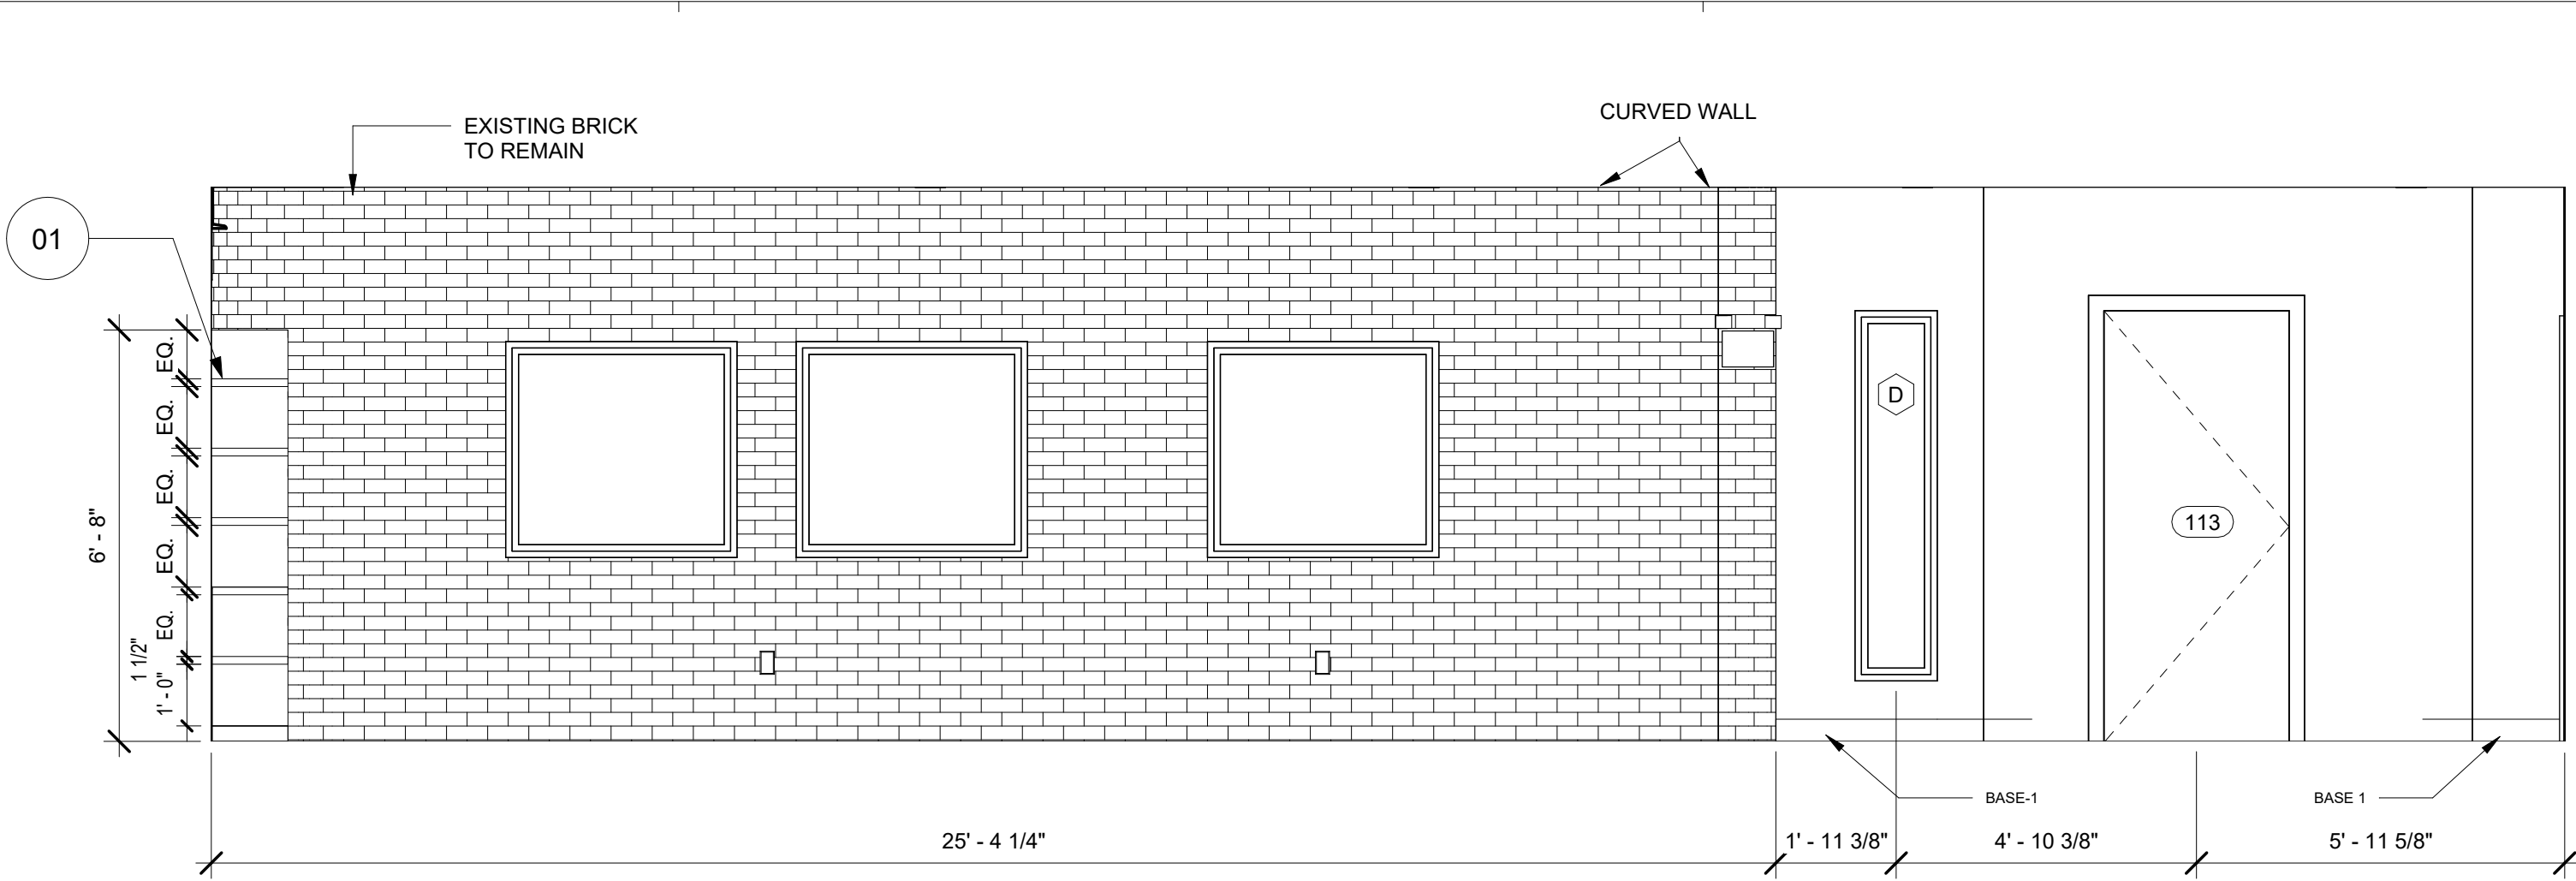 EXISTING BRICK
TO REMAIN
CURVED WALL
01
EQ.
EQ.
EQ.
EQ.
EQ.
6' - 8"
1 1/2"
1' - 0"
D
113
BASE-1
BASE 1
25' - 4 1/4"
1' - 11 3/8"
4' - 10 3/8"
5' - 11 5/8"